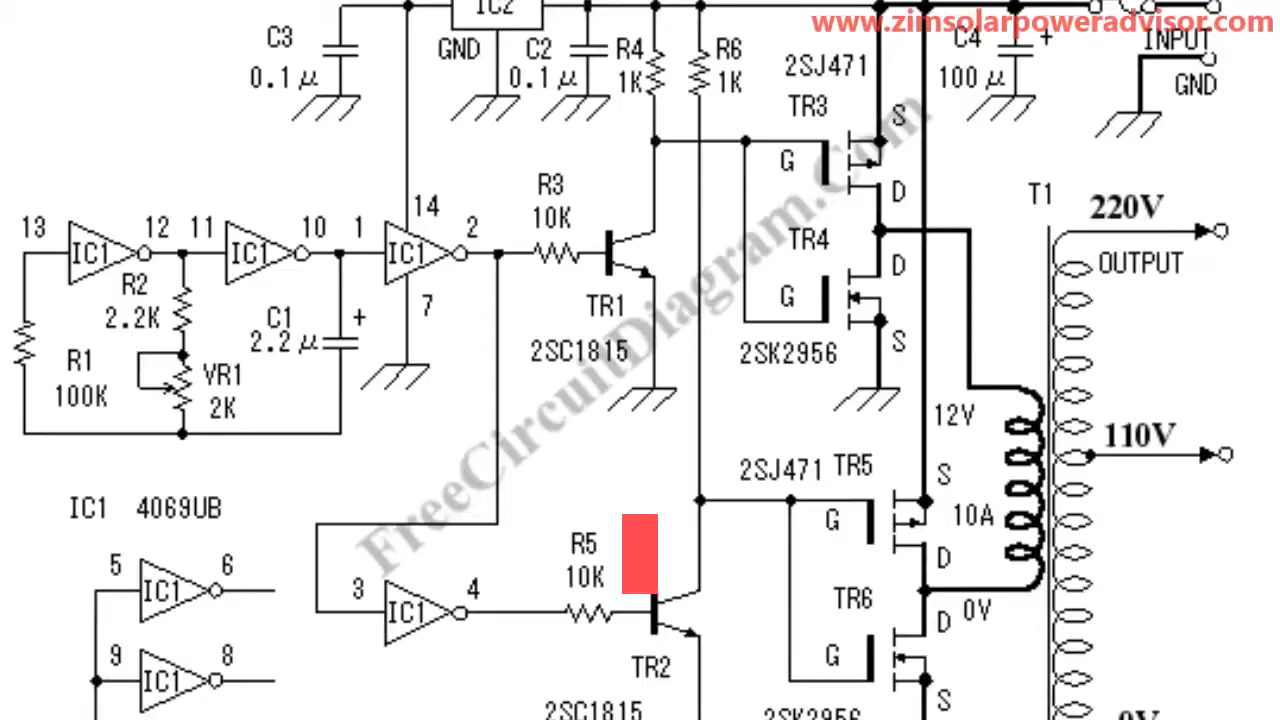 IC2
www.zimsolarpoweradvisor.com
C3
0.1μ
GND
C2
0.1μ
R4
1K
R6
1K
2SJ471
TR3
C4
+
100μ
INPUT
GND
S
G
D
TR4
D
G
S
2SK2956
T1
220V
OUTPUT
110V
13
12
11
10
1
14
2
IC1
IC1
IC1
7
R3
10K
TR1
2SC1815
R2
2.2K
C1
+
2.2μ
R1
100K
VR1
2K
FreeCircuitDiagram.Com
12V
10A
0V
2SJ471
TR5
S
G
D
TR6
D
G
S
2SK2956
IC1 4069UB
5
IC1
6
9
IC1
8
3
IC1
4
R5
10K
TR2
2SC1815
0V